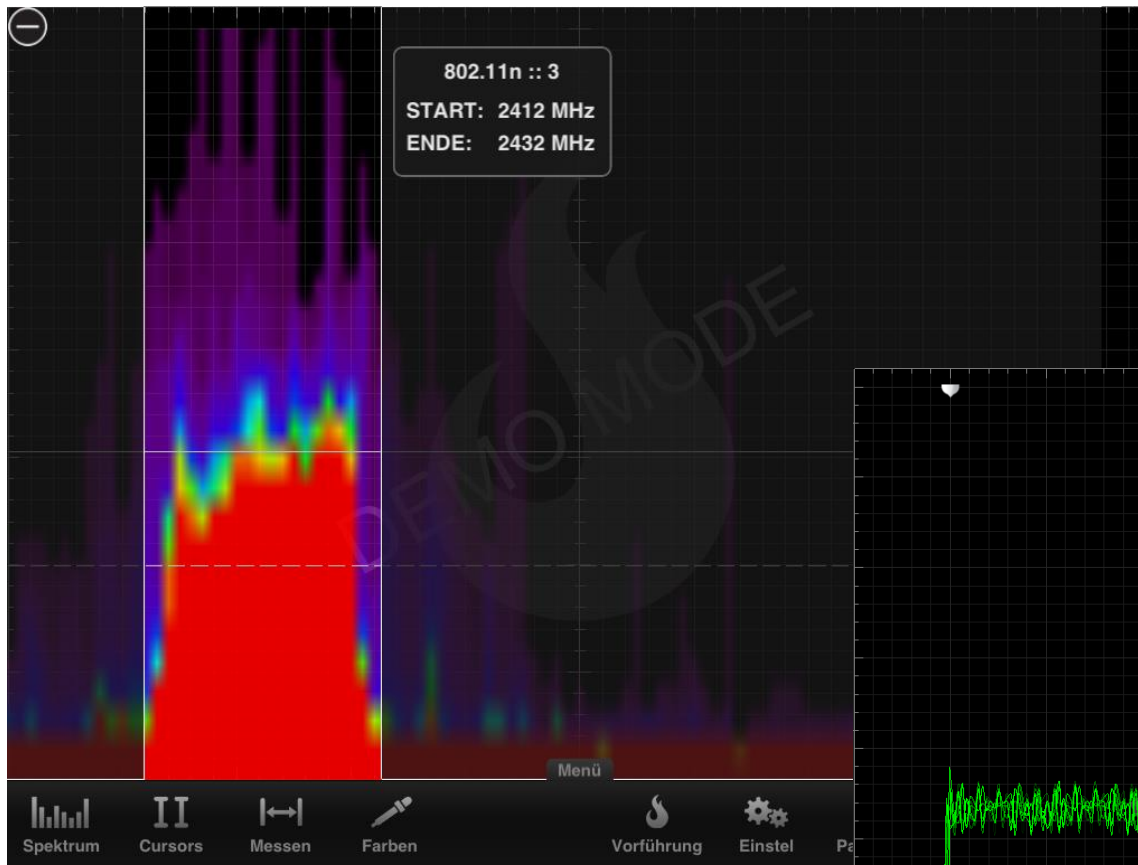 802.11n :: 3
START: 2412 MHz
ENDE: 2432 MHz
DEMO MODE
Menü
Spektrum
Cursors
Messen
Farben
Vorführung
Einstel